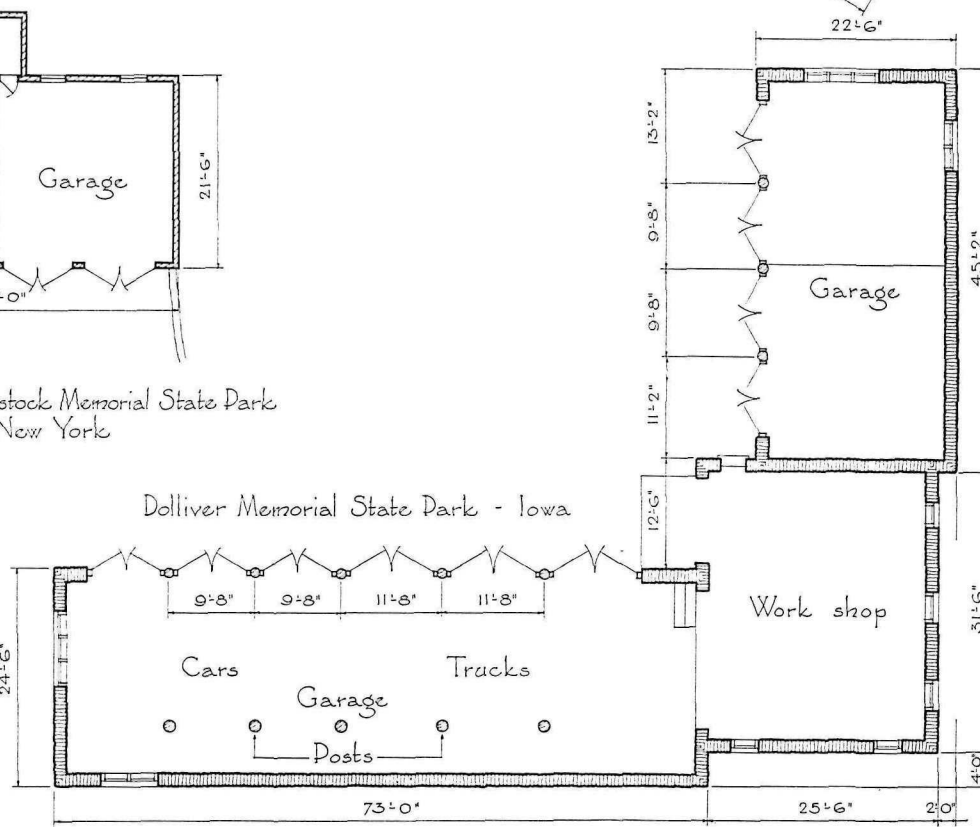 22'-6"
13'-2"
Garage
21'-6"
9'-8"
45'-2"
Garage
9'-8"
-0"
11'-2"
stock Memorial State Park
New York
Dolliver Memorial State Park - Iowa
12'-6"
9'-8" 9'-8" 11'-8" 11'-8"
Work shop
31'-6"
24'-6"
Cars Trucks
Garage
Posts
4'-0"
73'-0" 25'-6" 2'-0"